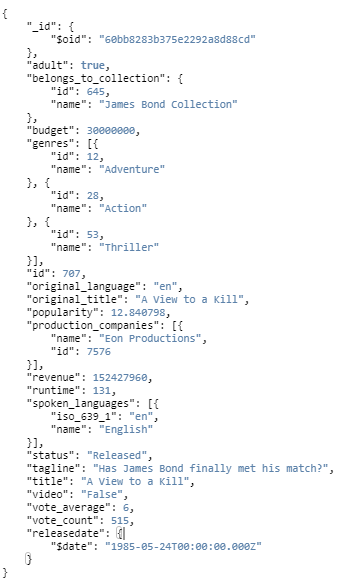 {
    "_id": {
        "$oid": "60bb8283b375e2292a8d88cd"
    },
    "adult": true,
    "belongs_to_collection": {
        "id": 645,
        "name": "James Bond Collection"
    },
    "budget": 30000000,
    "genres": [{
        "id": 12,
        "name": "Adventure"
    }, {
        "id": 28,
        "name": "Action"
    }, {
        "id": 53,
        "name": "Thriller"
    }],
    "id": 707,
    "original_language": "en",
    "original_title": "A View to a Kill",
    "popularity": 12.840798,
    "production_companies": [{
        "name": "Eon Productions",
        "id": 7576
    }],
    "revenue": 152427960,
    "runtime": 131,
    "spoken_languages": [{
        "iso_639_1": "en",
        "name": "English"
    }],
    "status": "Released",
    "tagline": "Has James Bond finally met his match?",
    "title": "A View to a Kill",
    "video": "False",
    "vote_average": 6,
    "vote_count": 515,
    "releasedate": {
        "$date": "1985-05-24T00:00:00.000Z"
    }
}